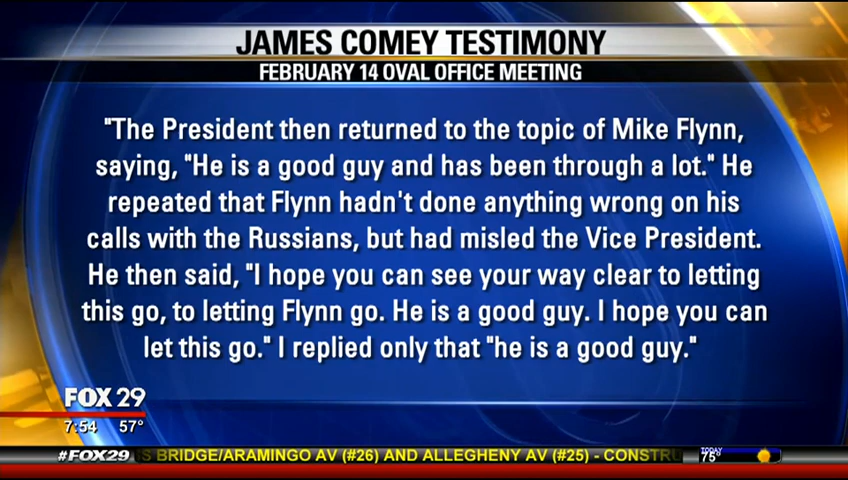 JAMES COMEY TESTIMONY
FEBRUARY 14 OVAL OFFICE MEETING
"The President then returned to the topic of Mike Flynn,
saying, "He is a good guy and has been through a lot." He
repeated that Flynn hadn't done anything wrong on his
calls with the Russians, but had misled the Vice President.
He then said, "I hope you can see your way clear to letting
this go, to letting Flynn go. He is a good guy. I hope you can
let this go." I replied only that "he is a good guy."
FOX 29
7:54 57°
#FOX29 S BRIDGE/ARAMINGO AV (#26) AND ALLEGHENY AV (#25) - CONSTRU
TODAY
75°